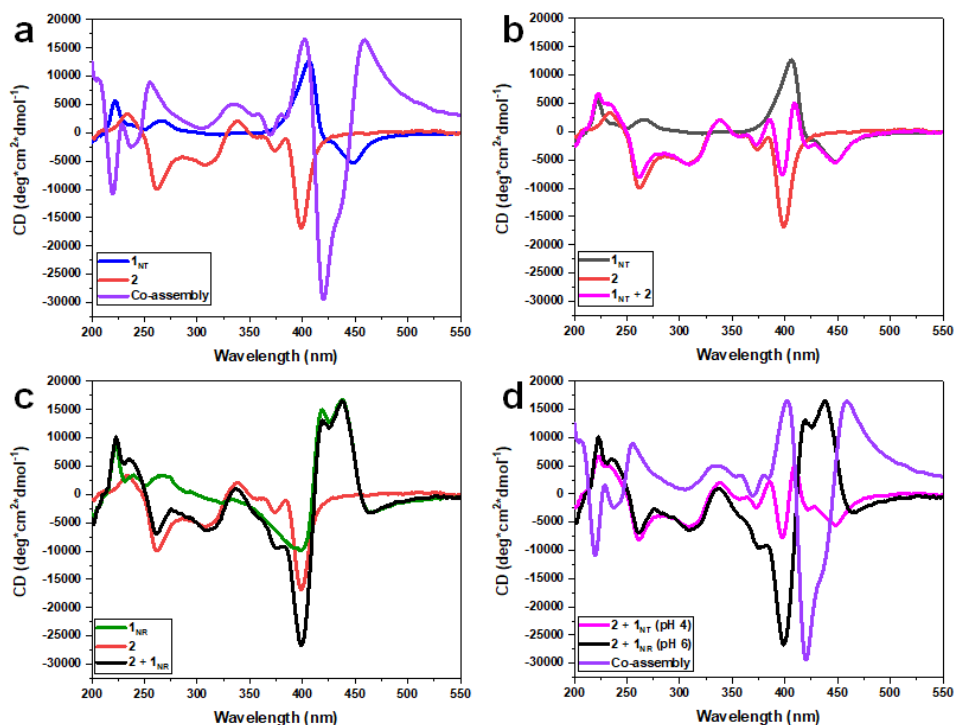 a
20000
15000
10000
5000
0
-5000
-10000
-15000
-20000
-25000
-30000
CD (deg*cm²*dmol⁻¹)
1NT
2
Co-assembly
200 250 300 350 400 450 500 550
Wavelength (nm)
b
20000
15000
10000
5000
0
-5000
-10000
-15000
-20000
-25000
-30000
CD (deg*cm²*dmol⁻¹)
1NT
2
1NT + 2
200 250 300 350 400 450 500 550
Wavelength (nm)
c
20000
15000
10000
5000
0
-5000
-10000
-15000
-20000
-25000
-30000
CD (deg*cm²*dmol⁻¹)
1NR
2
2 + 1NR
200 250 300 350 400 450 500 550
Wavelength (nm)
d
20000
15000
10000
5000
0
-5000
-10000
-15000
-20000
-25000
-30000
CD (deg*cm²*dmol⁻¹)
2 + 1NT (pH 4)
2 + 1NR (pH 6)
Co-assembly
200 250 300 350 400 450 500 550
Wavelength (nm)